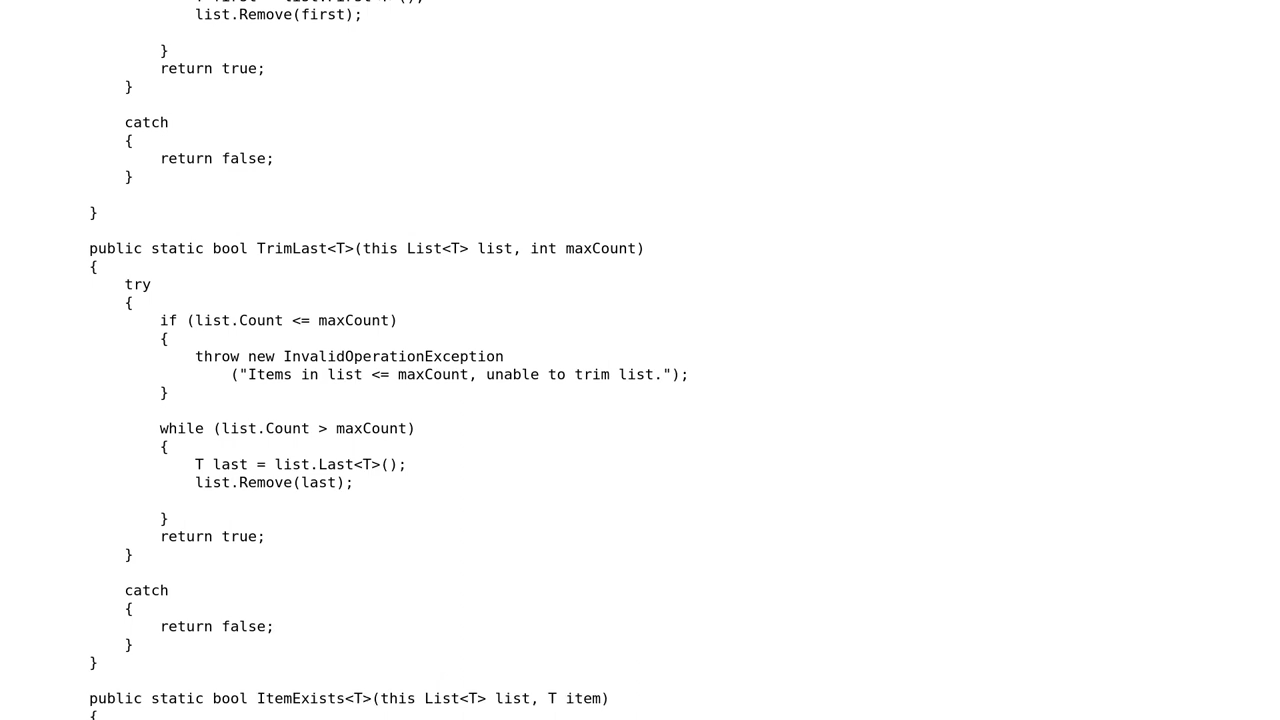 list.Remove(first);
}
return true;
}
catch
{
return false;
}
}
public static bool TrimLast<T>(this List<T> list, int maxCount)
{
try
{
if (list.Count <= maxCount)
{
throw new InvalidOperationException
("Items in list <= maxCount, unable to trim list.");
}
while (list.Count > maxCount)
{
T last = list.Last<T>();
list.Remove(last);
}
return true;
}
catch
{
return false;
}
}
public static bool ItemExists<T>(this List<T> list, T item)
{